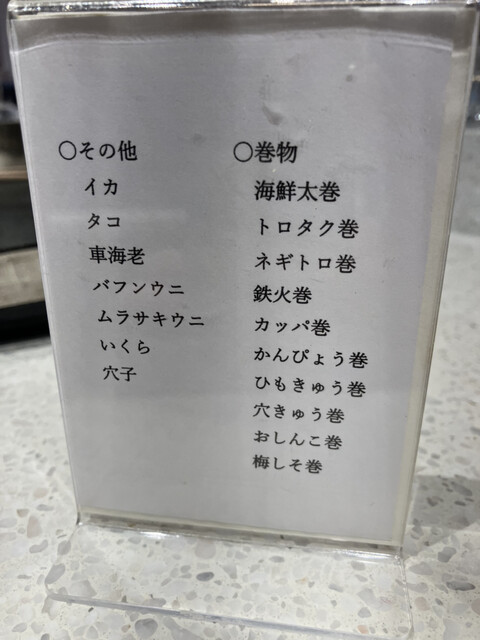 〇その他
イカ
タコ
車海老
バフンウニ
ムラサキウニ
いくら
穴子
〇巻物
海鮮太巻
トロタク巻
ネギトロ巻
鉄火巻
カッパ巻
かんぴょう巻
ひもきゅう巻
穴きゅう巻
おしんこ巻
梅しそ巻